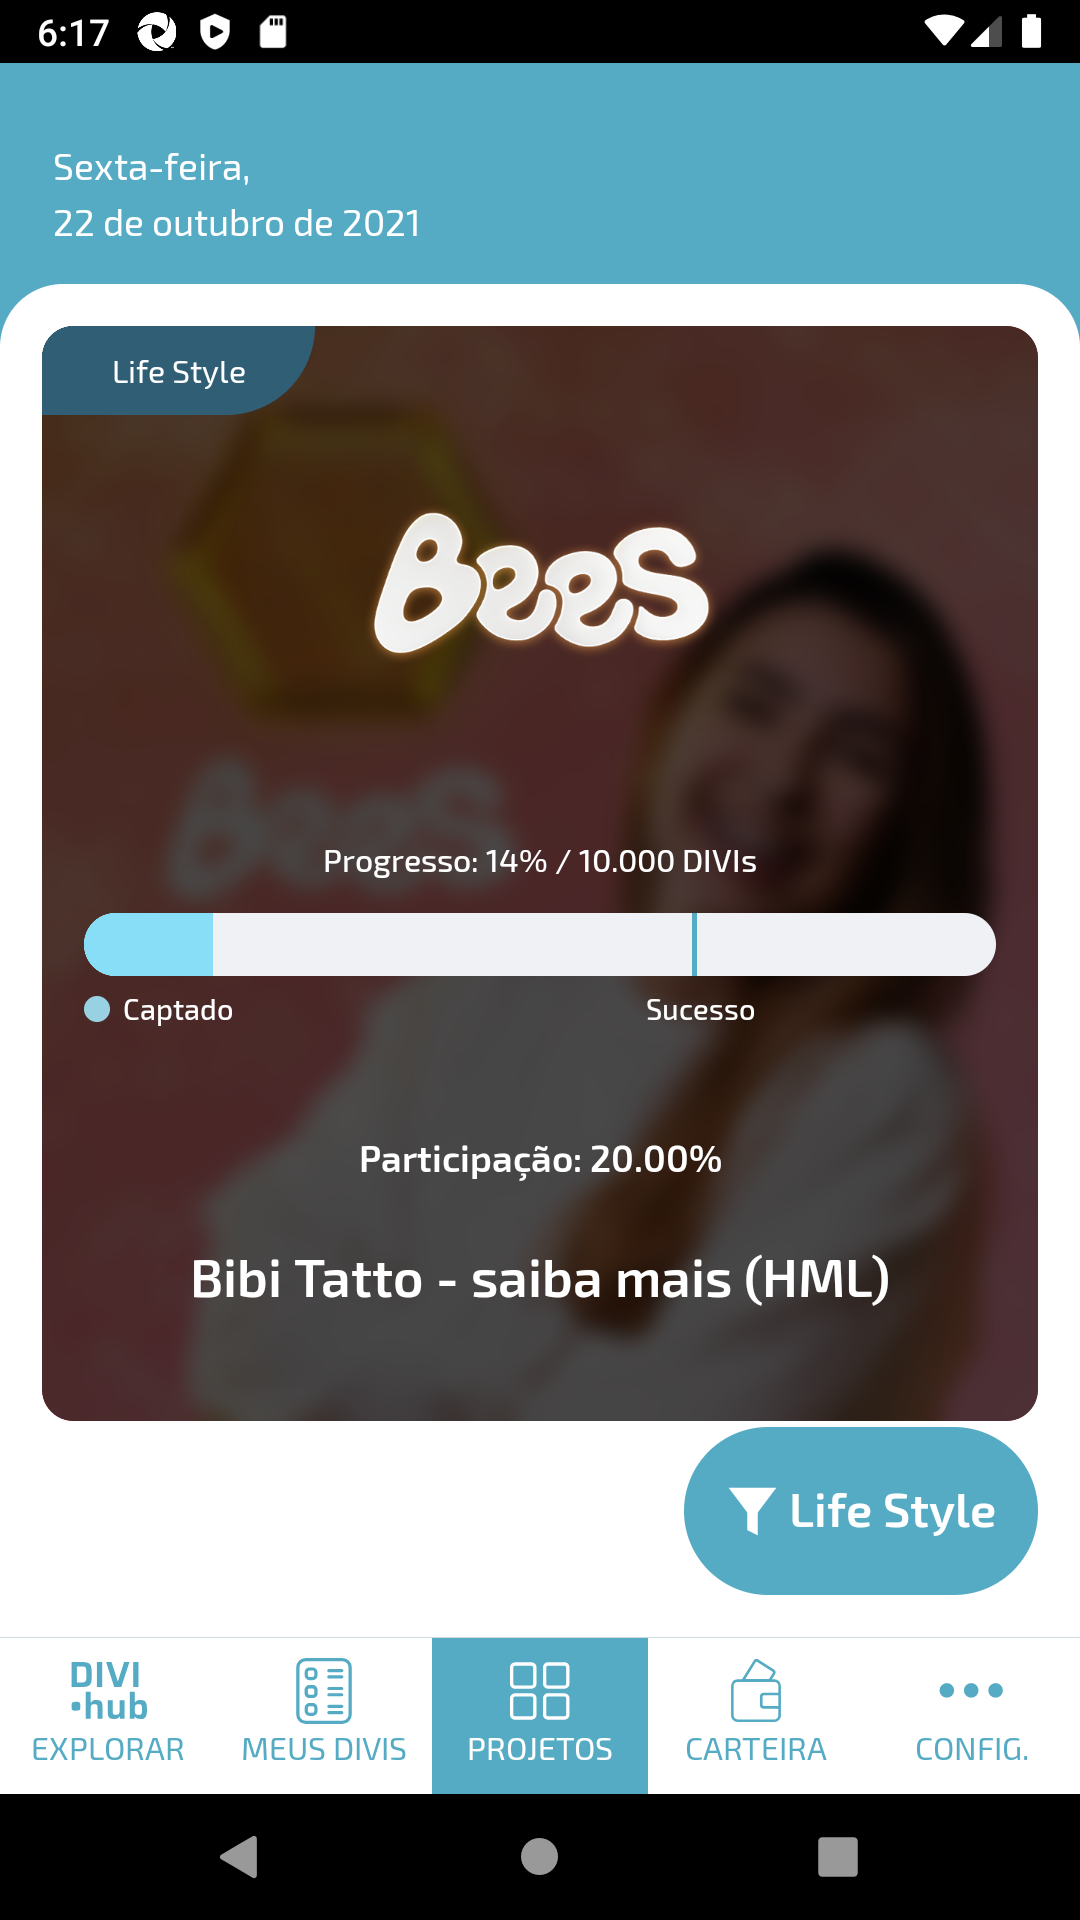 6:17
Sexta-feira,
22 de outubro de 2021
Life Style
Bees
Bees
Progresso: 14% / 10.000 DIVIs
Captado
Sucesso
Participação: 20.00%
Bibi Tatto - saiba mais (HML)
Life Style
DIVI
·hub
EXPLORAR
MEUS DIVIS
PROJETOS
CARTEIRA
CONFIG.